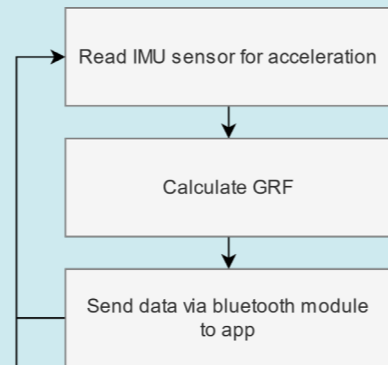 Read IMU sensor for acceleration
Calculate GRF
Send data via bluetooth module
to app